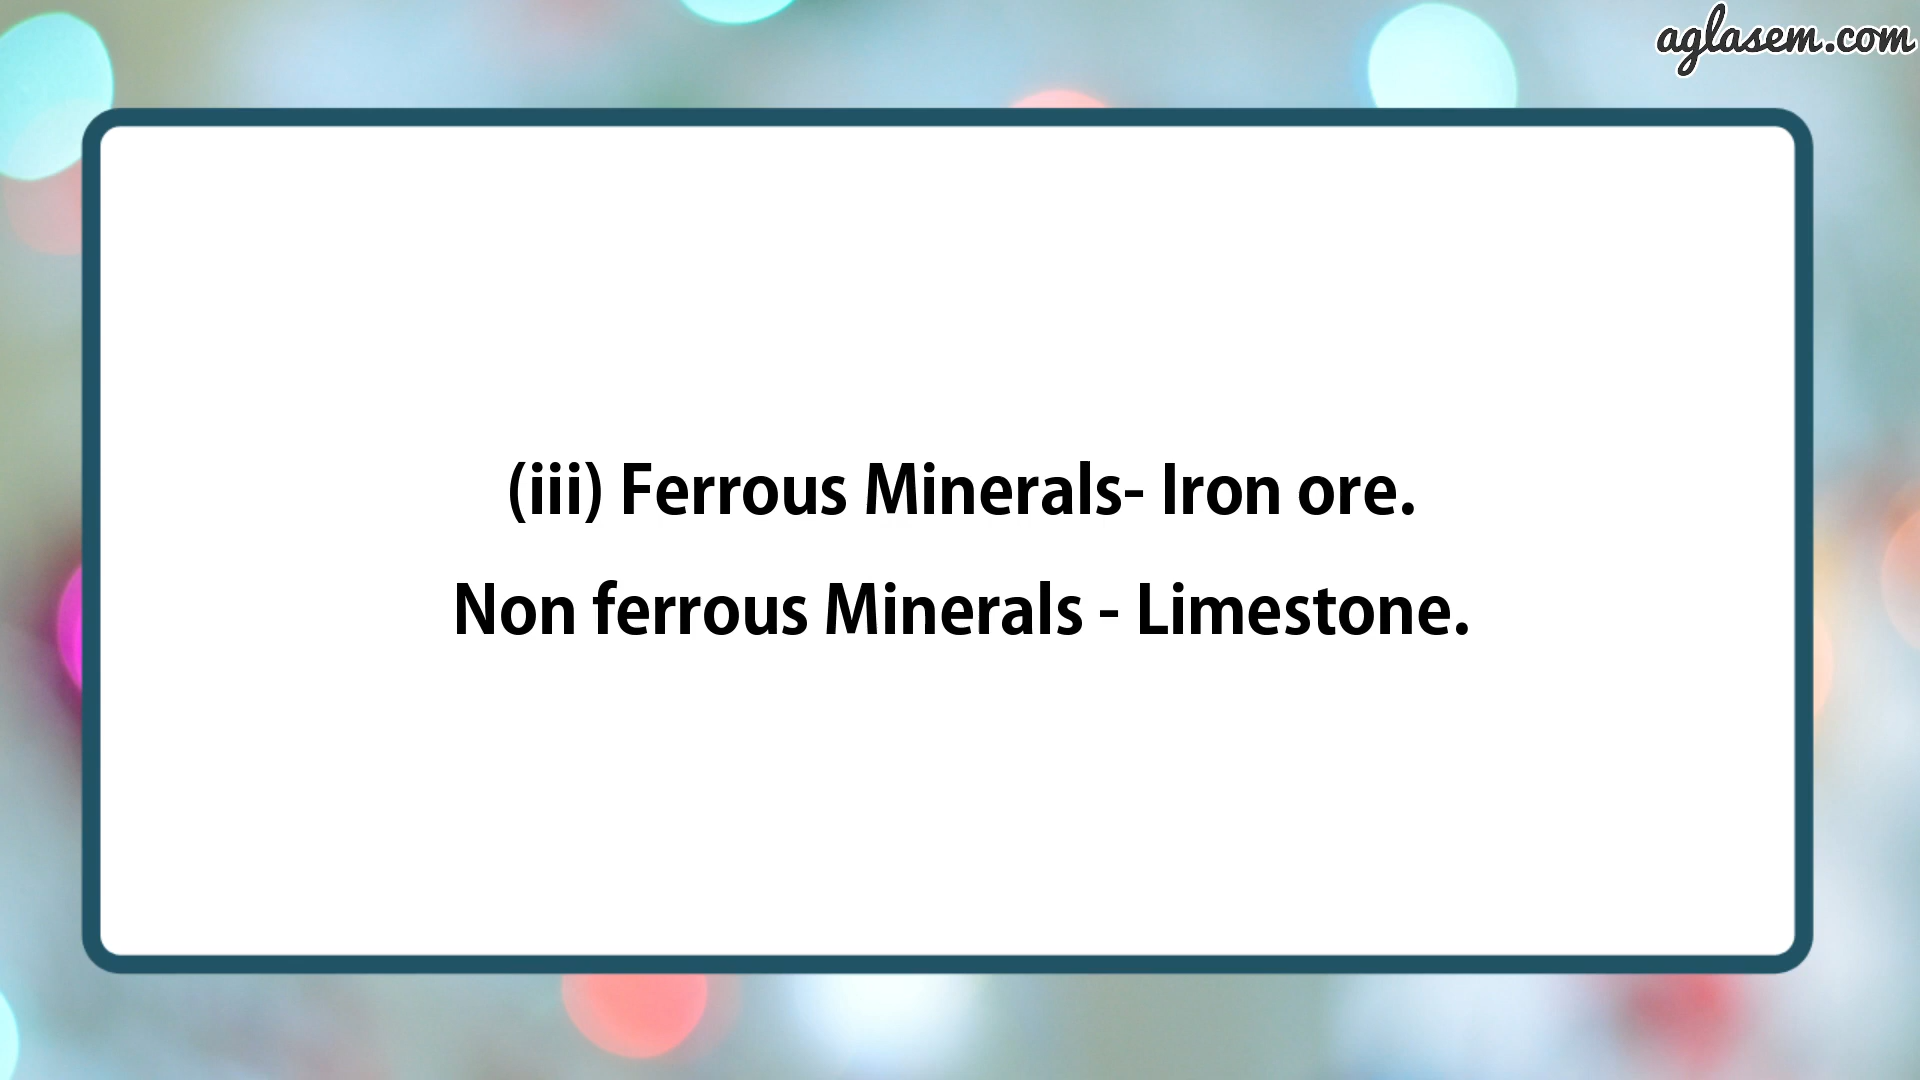 aglasem.com
(iii) Ferrous Minerals- Iron ore.
Non ferrous Minerals - Limestone.